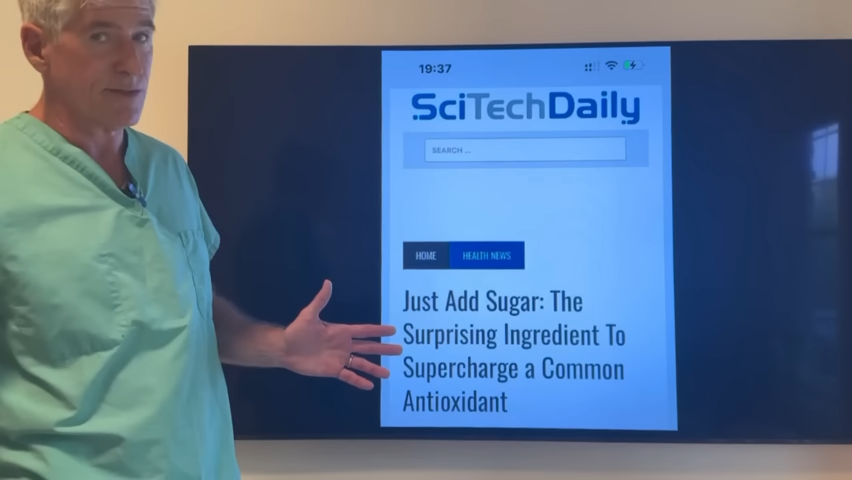 19:37
SciTechDaily
SEARCH ...
HOME
HEALTH NEWS
Just Add Sugar: The
Surprising Ingredient To
Supercharge a Common
Antioxidant